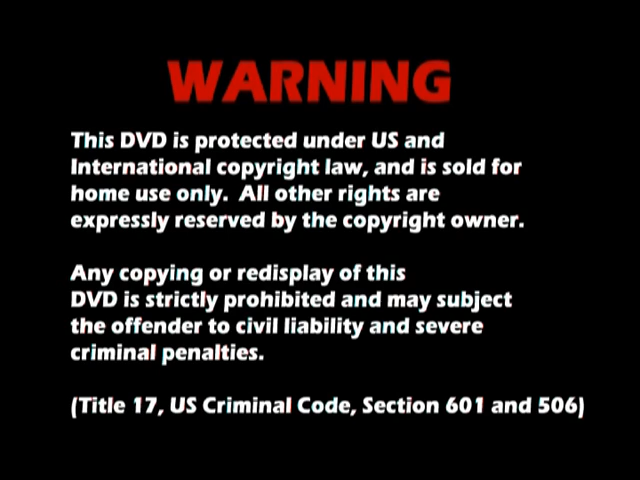 WARNING
This DVD is protected under US and
International copyright law, and is sold for
home use only.  All other rights are
expressly reserved by the copyright owner.
Any copying or redisplay of this
DVD is strictly prohibited and may subject
the offender to civil liability and severe
criminal penalties.
(Title 17, US Criminal Code, Section 601 and 506)